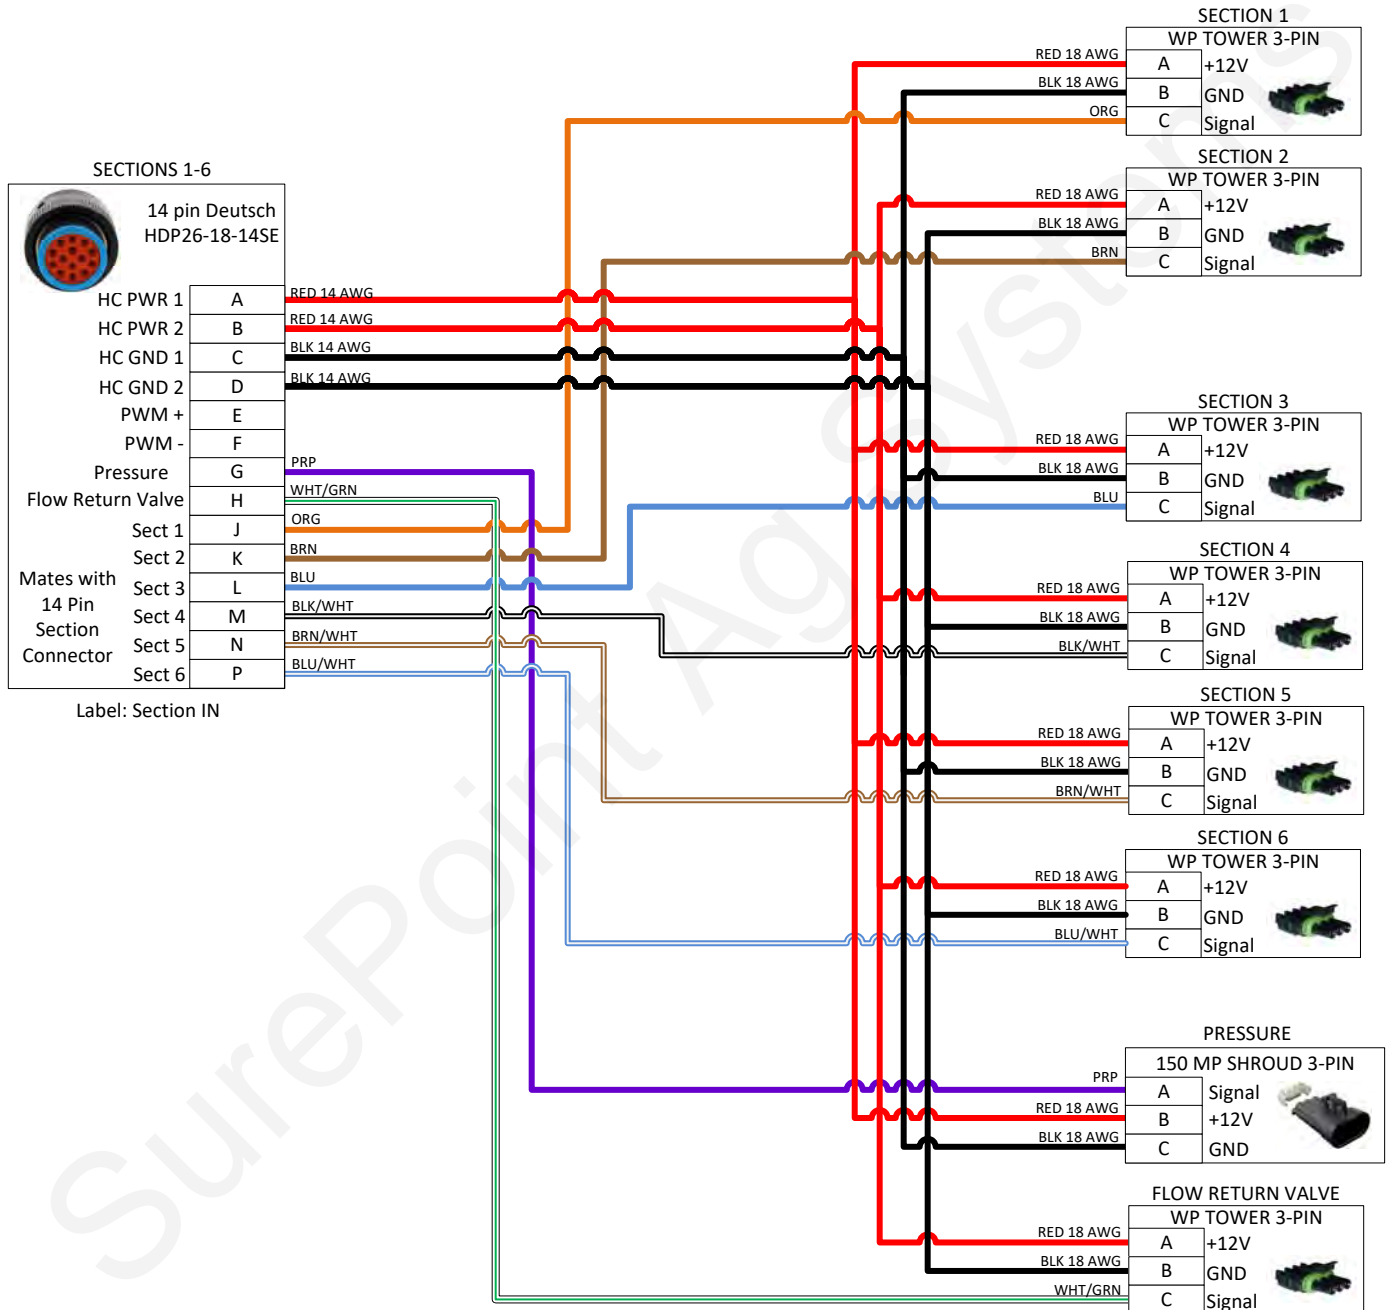 SECTIONS 1-6
14 pin Deutsch
HDP26-18-14SE
HC PWR 1 A RED 14 AWG
HC PWR 2 B RED 14 AWG
HC GND 1 C BLK 14 AWG
HC GND 2 D BLK 14 AWG
PWM + E
PWM - F
Pressure G PRP
Flow Return Valve H WHT/GRN
Sect 1 J ORG
Sect 2 K BRN
Sect 3 L BLU
Sect 4 M BLK/WHT
Sect 5 N BRN/WHT
Sect 6 P BLU/WHT
Mates with
14 Pin
Section
Connector
Label: Section IN
SECTION 1
WP TOWER 3-PIN
RED 18 AWG A +12V
BLK 18 AWG B GND
ORG C Signal
SECTION 2
WP TOWER 3-PIN
RED 18 AWG A +12V
BLK 18 AWG B GND
BRN C Signal
SECTION 3
WP TOWER 3-PIN
RED 18 AWG A +12V
BLK 18 AWG B GND
BLU C Signal
SECTION 4
WP TOWER 3-PIN
RED 18 AWG A +12V
BLK 18 AWG B GND
BLK/WHT C Signal
SECTION 5
WP TOWER 3-PIN
RED 18 AWG A +12V
BLK 18 AWG B GND
BRN/WHT C Signal
SECTION 6
WP TOWER 3-PIN
RED 18 AWG A +12V
BLK 18 AWG B GND
BLU/WHT C Signal
PRESSURE
150 MP SHROUD 3-PIN
PRP A Signal
RED 18 AWG B +12V
BLK 18 AWG C GND
FLOW RETURN VALVE
WP TOWER 3-PIN
RED 18 AWG A +12V
BLK 18 AWG B GND
WHT/GRN C Signal
SurePoint Ag Systems